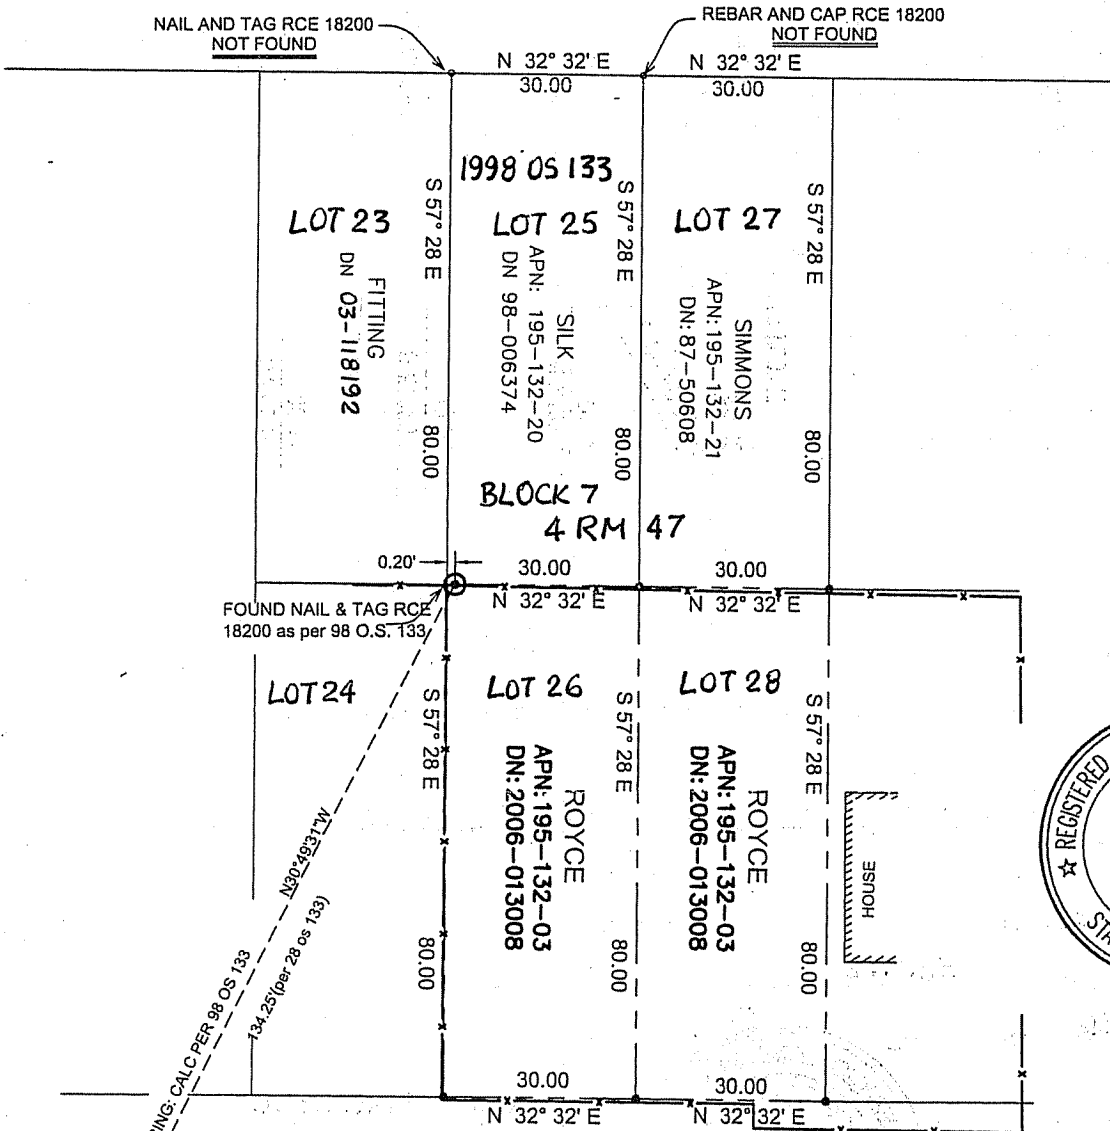 NAIL AND TAG RCE 18200
NOT FOUND
REBAR AND CAP RCE 18200
NOT FOUND
N 32° 32' E
30.00
N 32° 32' E
30.00
1998 OS 133
LOT 23
LOT 25
LOT 27
S 57° 28 E
S 57° 28 E
S 57° 28 E
FITTING
DN 03-118192
SILK
APN: 195-132-20
DN 98-006374
SIMMONS
APN:195-132-21
DN:87-50608
80.00
80.00
80.00
BLOCK 7
4 RM 47
0.20'
30.00
N 32° 32' E
30.00
N 32° 32' E
FOUND NAIL & TAG RCE
18200 as per 98 O.S. 133
LOT 24
LOT 26
LOT 28
S 57° 28 E
S 57° 28 E
S 57° 28 E
ROYCE
APN:195-132-03
DN:2006-013008
ROYCE
APN:195-132-03
DN:2006-013008
HOUSE
REGISTERED
80.00
80.00
80.00
N30°49'31"W
134.25'(per 28 os 133)
CALC PER 98 OS 133
30.00
N 32° 32' E
30.00
N 32° 32' E